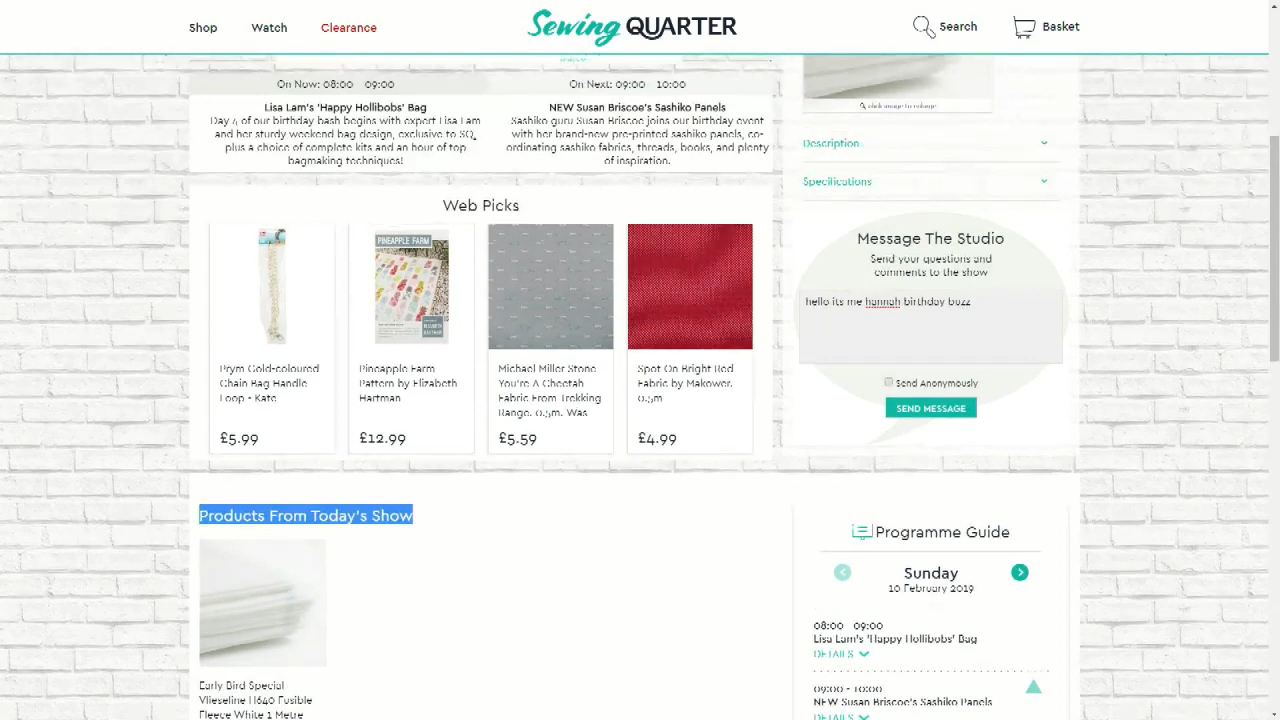 Shop
Watch
Clearance
Sewing QUARTER
Search
Basket
On Now: 08:00 09:00
Lisa Lam's 'Happy Hollibobs' Bag
Day 4 of our birthday bash begins with expert Lisa Lam
and her sturdy weekend bag design, exclusive to SQ,
plus a choice of complete kits and an hour of top
bagmaking techniques!
On Next: 09:00 10:00
NEW Susan Briscoe's Sashiko Panels
Sashiko guru Susan Briscoe joins our birthday event
with her brand-new pre-printed sashiko panels, co-
ordinating sashiko fabrics, threads, books, and plenty
of inspiration.
click image to enlarge
Description
Specifications
Web Picks
PINEAPPLE FARM
Prym Gold-coloured
Chain Bag Handle
Loop - Kate
£5.99
Pineapple Farm
Pattern by Elizabeth
Hartman
£12.99
Michael Miller Stone
You're A Cheetah
Fabric From Trekking
Range. 0.5m. Was
£5.59
Spot On Bright Red
Fabric by Makower.
0.5m
£4.99
Message The Studio
Send your questions and
comments to the show
hello its me hannah birthday buzz
Send Anonymously
SEND MESSAGE
Products From Today's Show
Early Bird Special
Vlieseline H640 Fusible
Fleece White 1 Metre
Programme Guide
Sunday
10 February 2019
08:00 09:00
Lisa Lam's 'Happy Hollibobs' Bag
DETAILS
09:00 - 10:00
NEW Susan Briscoe's Sashiko Panels
DETAILS